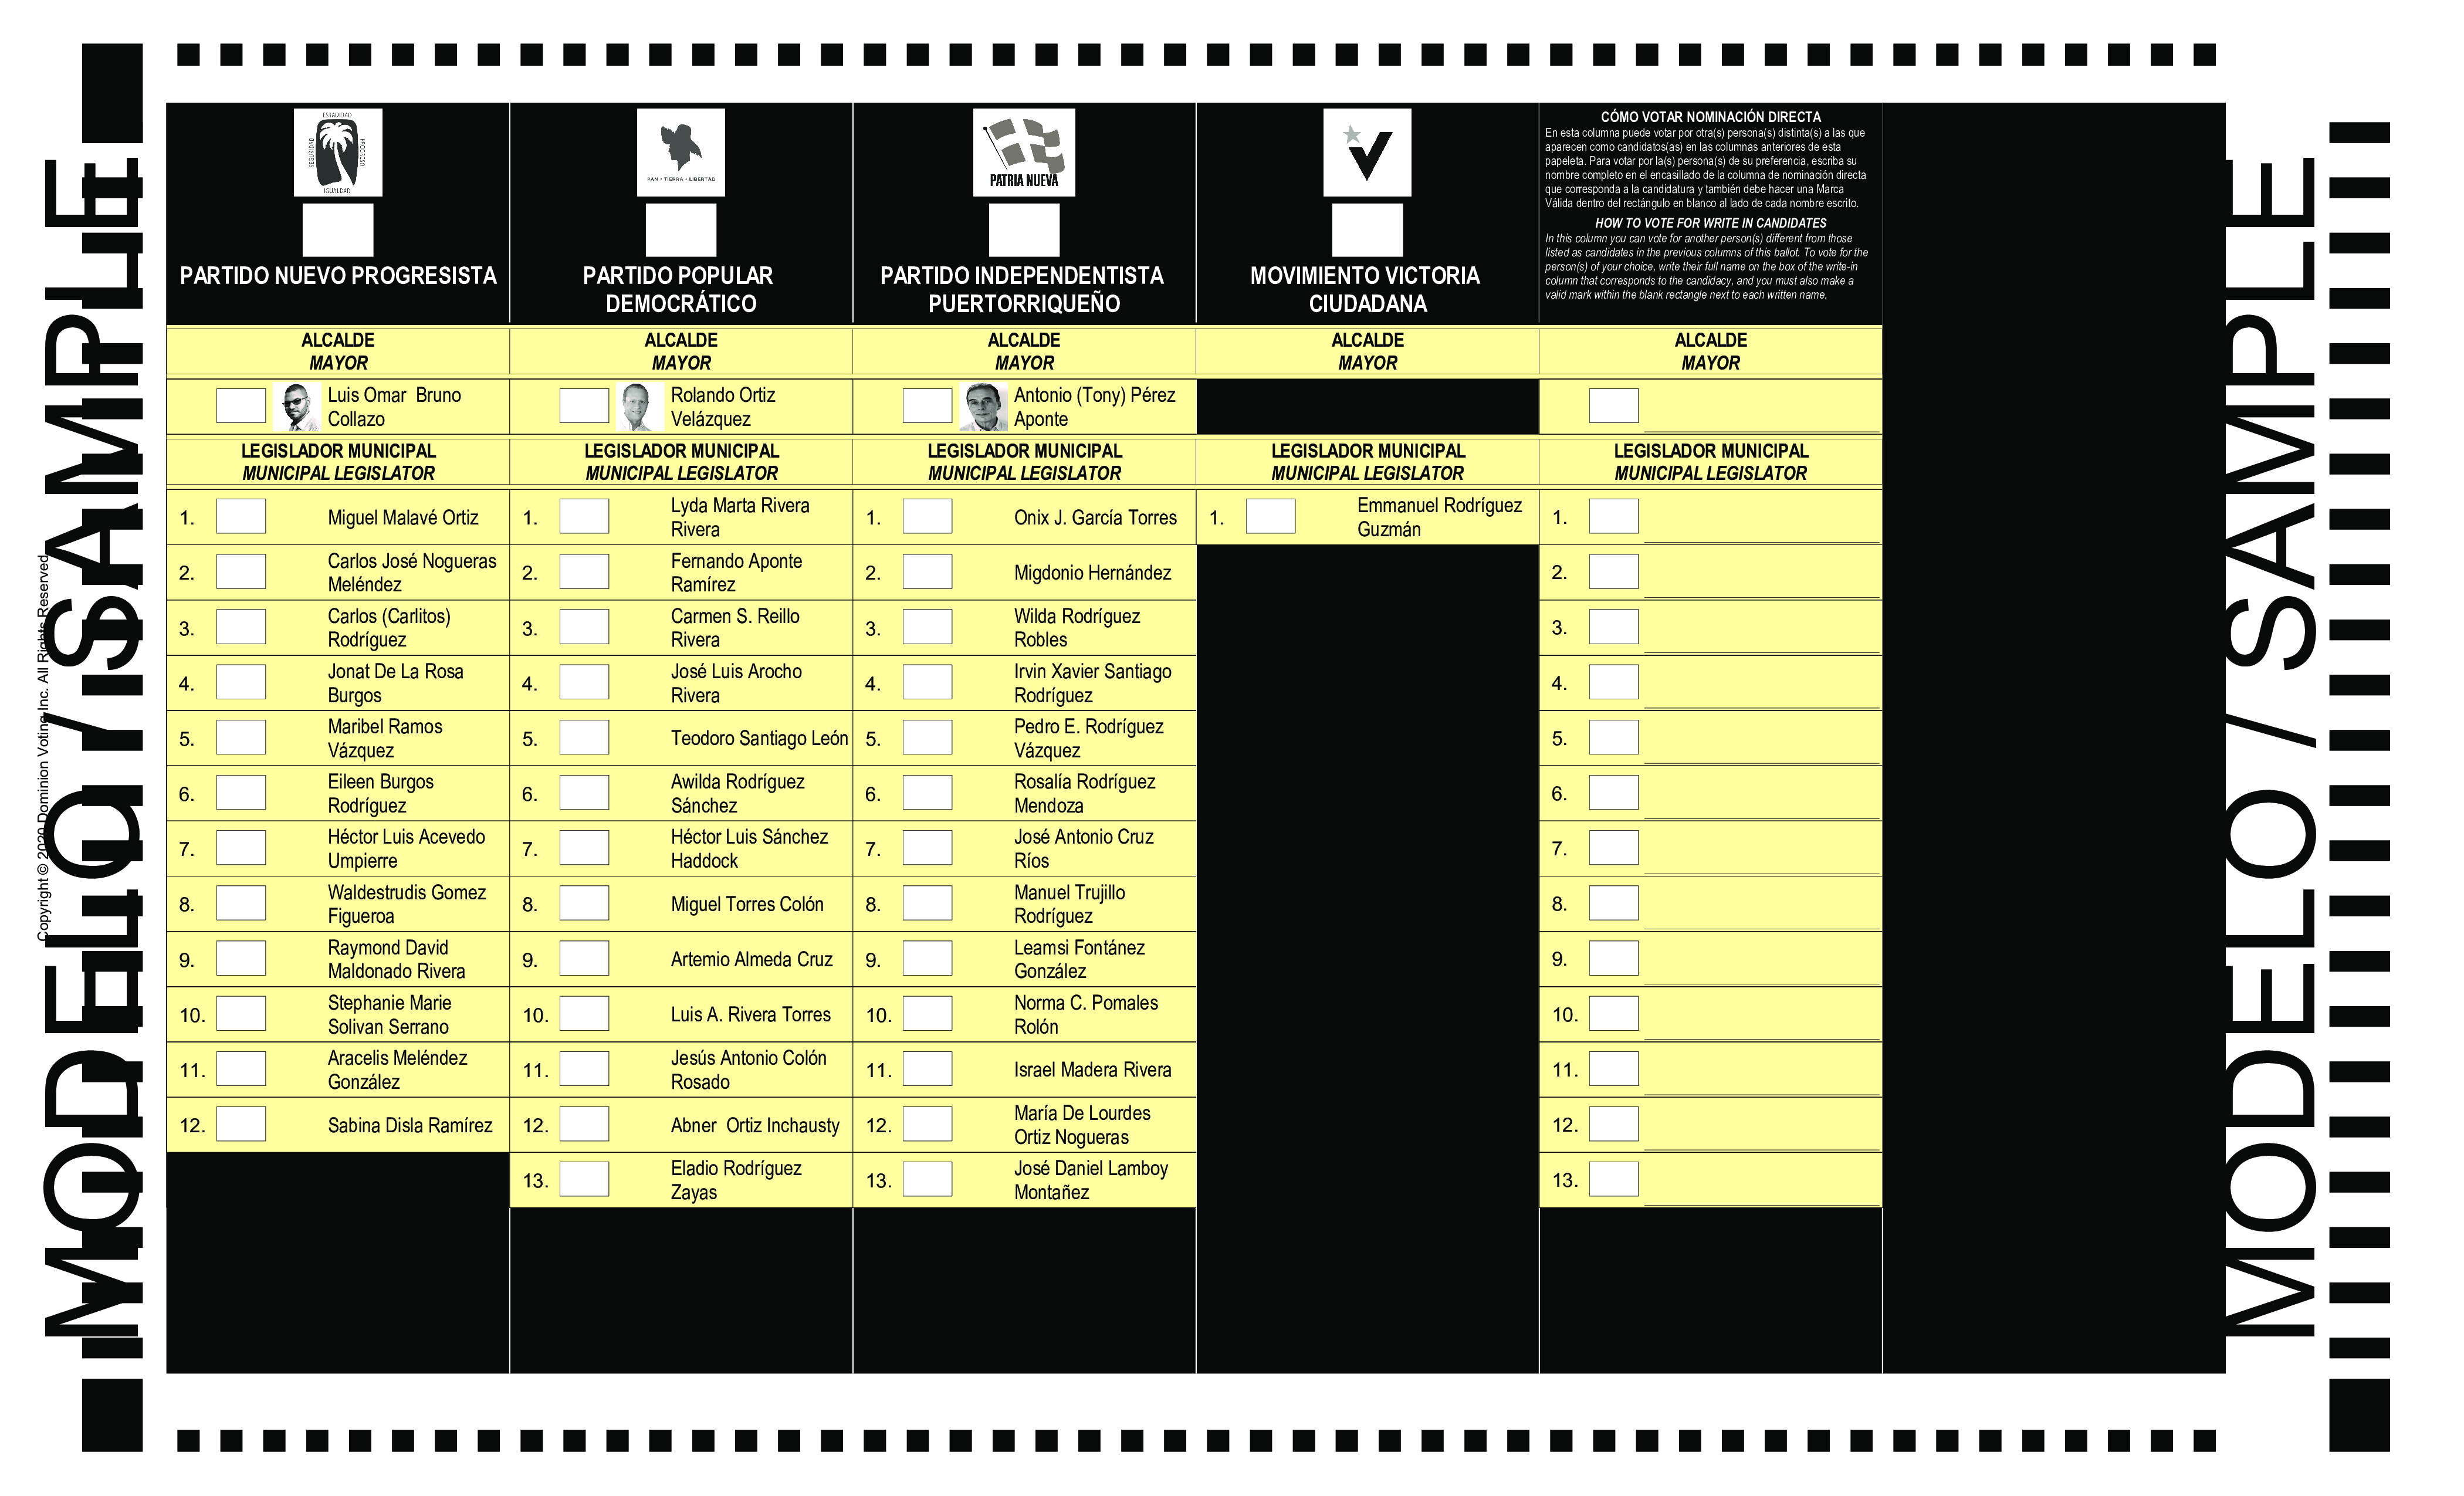 MODELO / SAMPLE
Copyright © 2020 Dominion Voting Inc. All Rights Reserved
ESTADIDAD
SEGURIDAD
PROGRESO
IGUALDAD
PARTIDO NUEVO PROGRESISTA
ALCALDE
MAYOR
Luis Omar Bruno
Collazo
LEGISLADOR MUNICIPAL
MUNICIPAL LEGISLATOR
1. Miguel Malavé Ortiz
2. Carlos José Nogueras
Meléndez
3. Carlos (Carlitos)
Rodríguez
4. Jonat De La Rosa
Burgos
5. Maribel Ramos
Vázquez
6. Eileen Burgos
Rodríguez
7. Héctor Luis Acevedo
Umpierre
8. Waldestrudis Gomez
Figueroa
9. Raymond David
Maldonado Rivera
10. Stephanie Marie
Solivan Serrano
11. Aracelis Meléndez
González
12. Sabina Disla Ramírez
PAN • TIERRA • LIBERTAD
PARTIDO POPULAR
DEMOCRÁTICO
ALCALDE
MAYOR
Rolando Ortiz
Velázquez
LEGISLADOR MUNICIPAL
MUNICIPAL LEGISLATOR
1. Lyda Marta Rivera
Rivera
2. Fernando Aponte
Ramírez
3. Carmen S. Reillo
Rivera
4. José Luis Arocho
Rivera
5. Teodoro Santiago León
6. Awilda Rodríguez
Sánchez
7. Héctor Luis Sánchez
Haddock
8. Miguel Torres Colón
9. Artemio Almeda Cruz
10. Luis A. Rivera Torres
11. Jesús Antonio Colón
Rosado
12. Abner Ortiz Inchausty
13. Eladio Rodríguez
Zayas
PATRIA NUEVA
PARTIDO INDEPENDENTISTA
PUERTORRIQUEÑO
ALCALDE
MAYOR
Antonio (Tony) Pérez
Aponte
LEGISLADOR MUNICIPAL
MUNICIPAL LEGISLATOR
1. Onix J. García Torres
2. Migdonio Hernández
3. Wilda Rodríguez
Robles
4. Irvin Xavier Santiago
Rodríguez
5. Pedro E. Rodríguez
Vázquez
6. Rosalía Rodríguez
Mendoza
7. José Antonio Cruz
Ríos
8. Manuel Trujillo
Rodríguez
9. Leamsi Fontánez
González
10. Norma C. Pomales
Rolón
11. Israel Madera Rivera
12. María De Lourdes
Ortiz Nogueras
13. José Daniel Lamboy
Montañez
MOVIMIENTO VICTORIA
CIUDADANA
ALCALDE
MAYOR
LEGISLADOR MUNICIPAL
MUNICIPAL LEGISLATOR
1. Emmanuel Rodríguez
Guzmán
CÓMO VOTAR NOMINACIÓN DIRECTA
En esta columna puede votar por otra(s) persona(s) distinta(s) a las que
aparecen como candidatos(as) en las columnas anteriores de esta
papeleta. Para votar por la(s) persona(s) de su preferencia, escriba su
nombre completo en el encasillado de la columna de nominación directa
que corresponda a la candidatura y también debe hacer una Marca
Válida dentro del rectángulo en blanco al lado de cada nombre escrito.
HOW TO VOTE FOR WRITE IN CANDIDATES
In this column you can vote for another person(s) different from those
listed as candidates in the previous columns of this ballot. To vote for the
person(s) of your choice, write their full name on the box of the write-in
column that corresponds to the candidacy, and you must also make a
valid mark within the blank rectangle next to each written name.
ALCALDE
MAYOR
LEGISLADOR MUNICIPAL
MUNICIPAL LEGISLATOR
1.
2.
3.
4.
5.
6.
7.
8.
9.
10.
11.
12.
13.
MODELO / SAMPLE